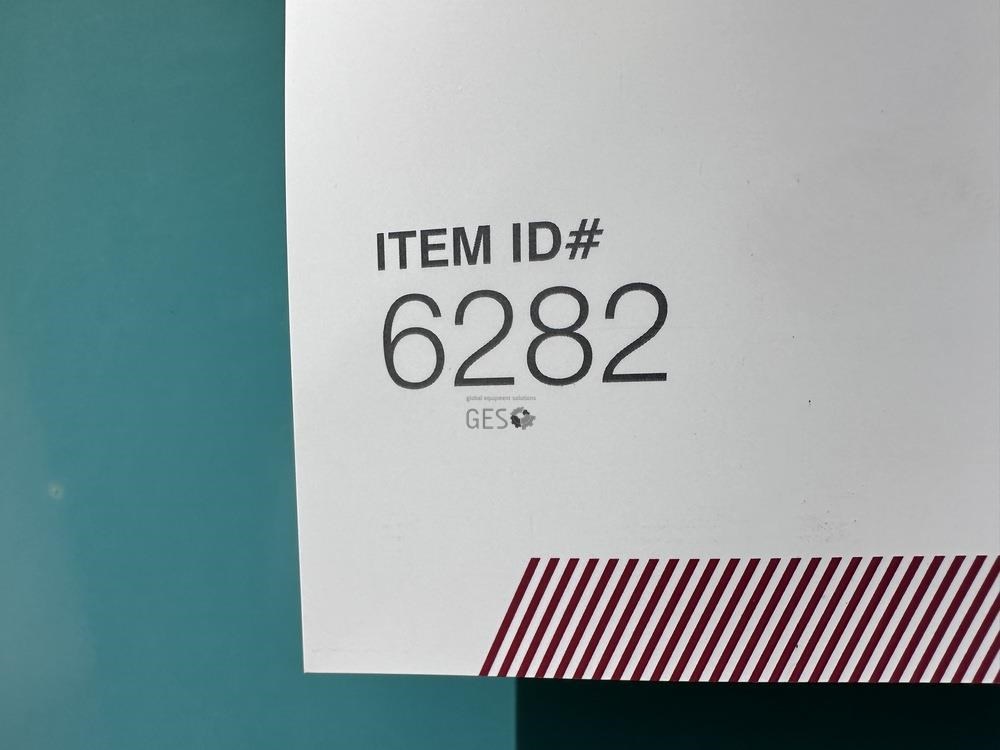 ITEM ID#
6282
global equipment solutions
GES